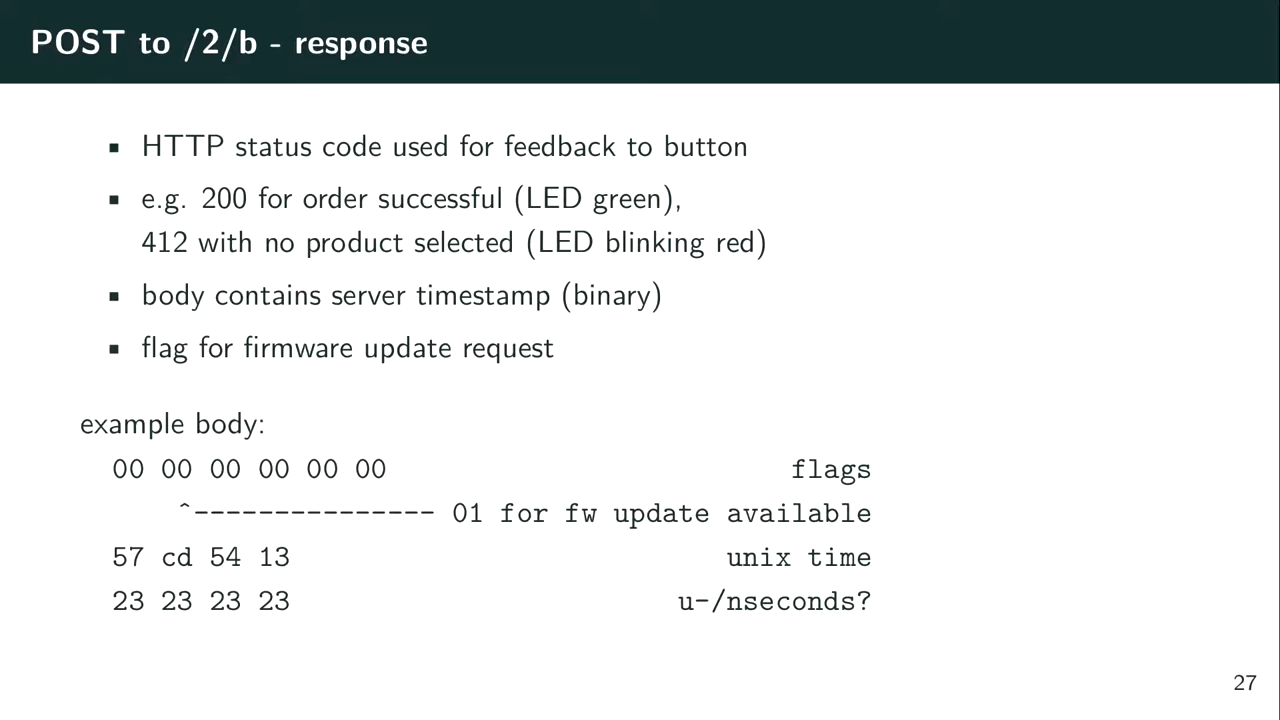 POST to /2/b - response
▪ HTTP status code used for feedback to button
▪ e.g. 200 for order successful (LED green),
412 with no product selected (LED blinking red)
▪ body contains server timestamp (binary)
▪ flag for firmware update request
example body:
00 00 00 00 00 00 flags
^--------------- 01 for fw update available
57 cd 54 13 unix time
23 23 23 23 u-/nseconds?
27